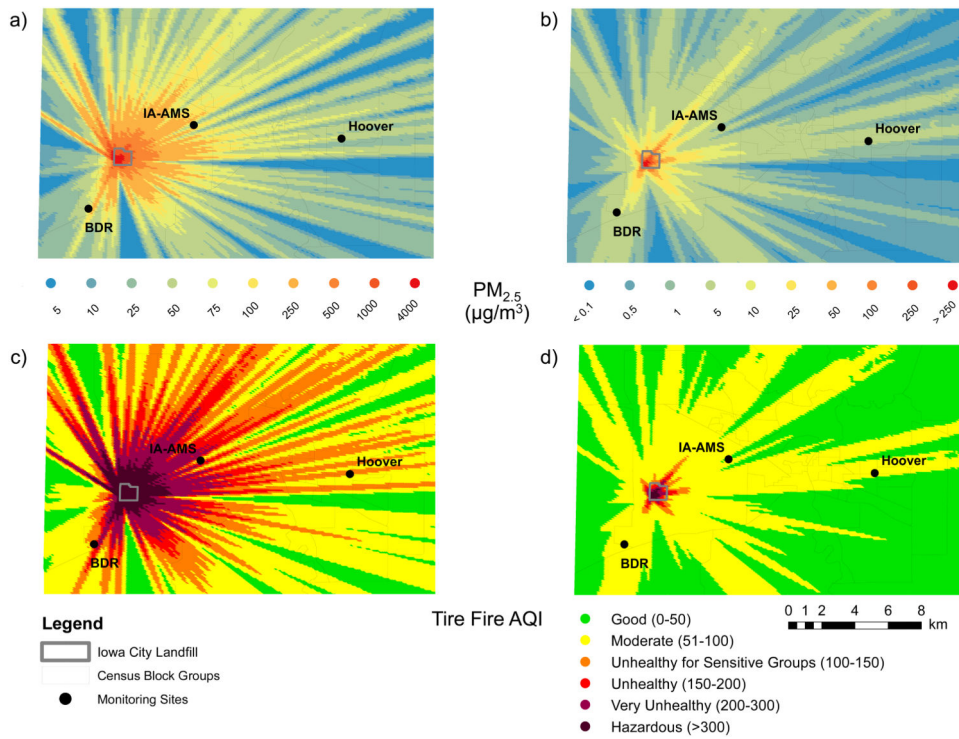 a)
IA-AMS
Hoover
BDR
b)
IA-AMS
Hoover
BDR
5 10 25 50 75 100 250 500 1000 4000
PM2.5
(µg/m³)
< 0.1 0.5 1 5 10 25 50 100 250 > 250
c)
IA-AMS
Hoover
BDR
d)
IA-AMS
Hoover
BDR
Legend
Iowa City Landfill
Census Block Groups
Monitoring Sites
Tire Fire AQI
Good (0-50)
Moderate (51-100)
Unhealthy for Sensitive Groups (100-150)
Unhealthy (150-200)
Very Unhealthy (200-300)
Hazardous (>300)
0 1 2 4 6 8
km